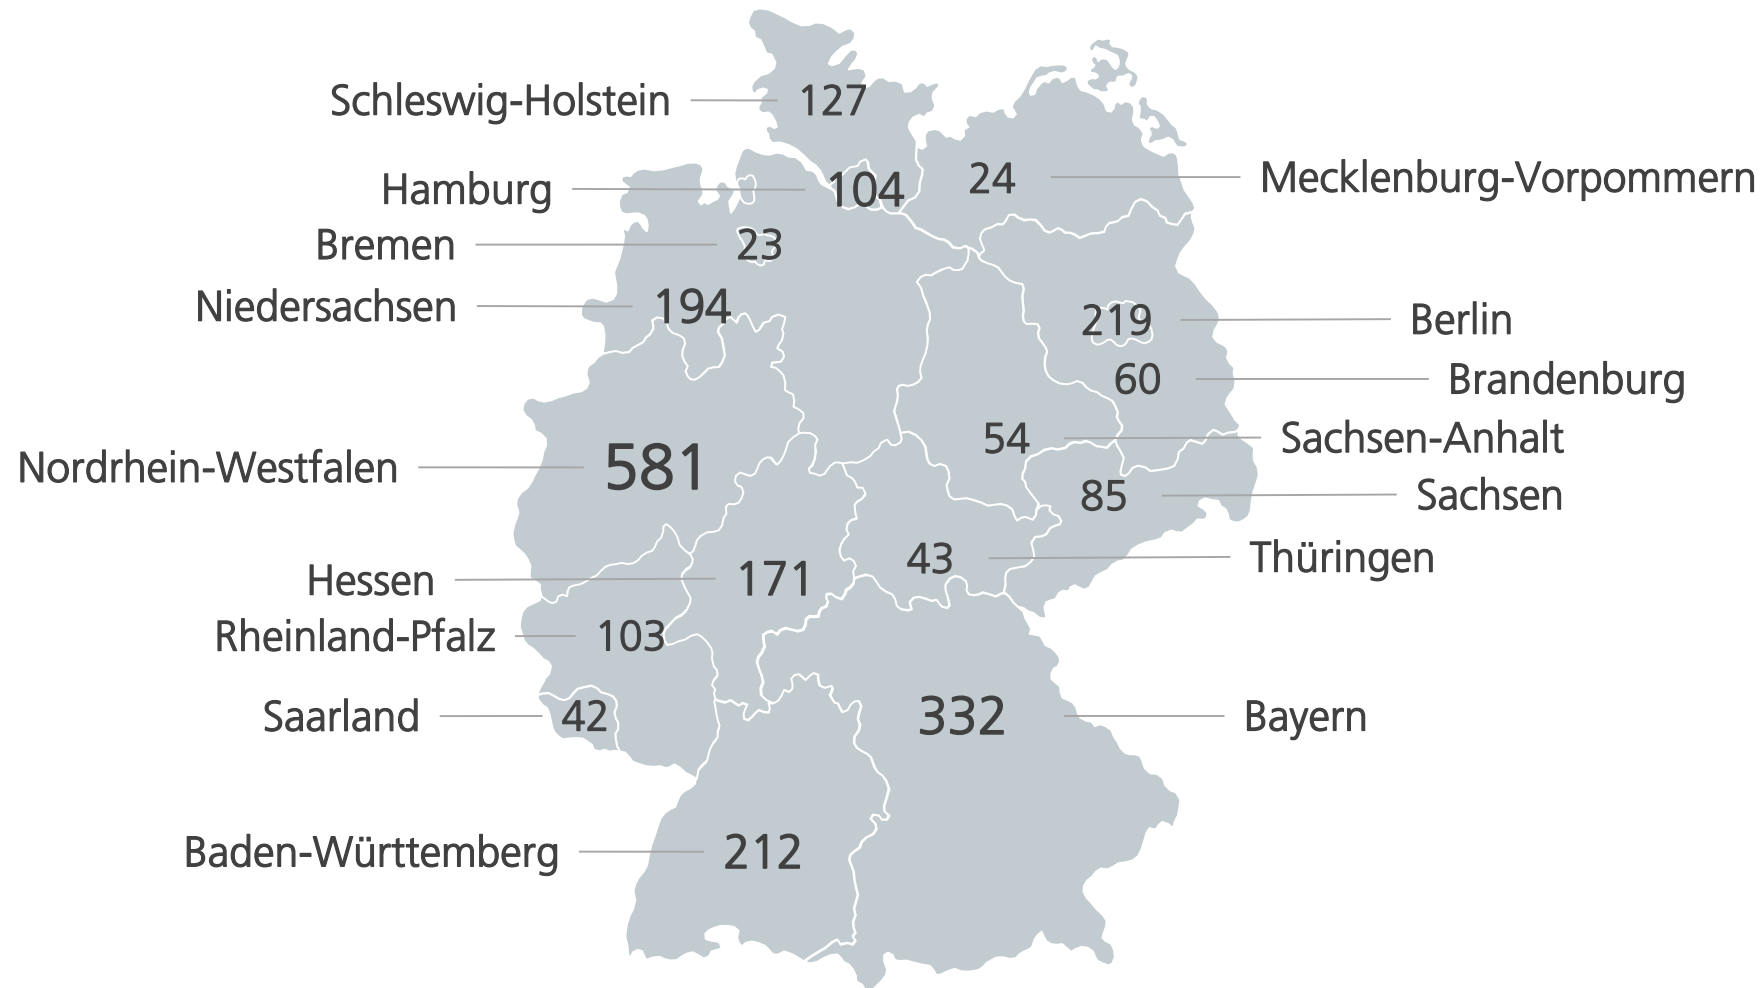 Schleswig-Holstein 127
Hamburg 104
24 Mecklenburg-Vorpommern
Bremen 23
Niedersachsen 194
219 Berlin
60 Brandenburg
54 Sachsen-Anhalt
Nordrhein-Westfalen 581
85 Sachsen
43 Thüringen
Hessen 171
Rheinland-Pfalz 103
Saarland 42
332 Bayern
Baden-Württemberg 212